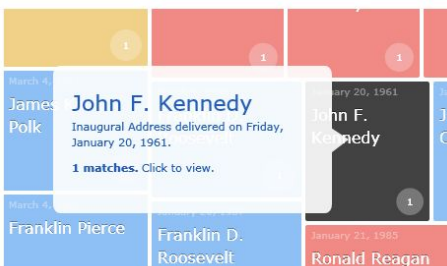 1
1
1
March 4,
James
Polk
John F. Kennedy
Inaugural Address delivered on Friday,
January 20, 1961.
1 matches. Click to view.
Roosevelt
January 20, 1961
John F.
Kennedy
1
March 4,
Franklin Pierce
Franklin D.
Roosevelt
January 21, 1985
Ronald Reagan